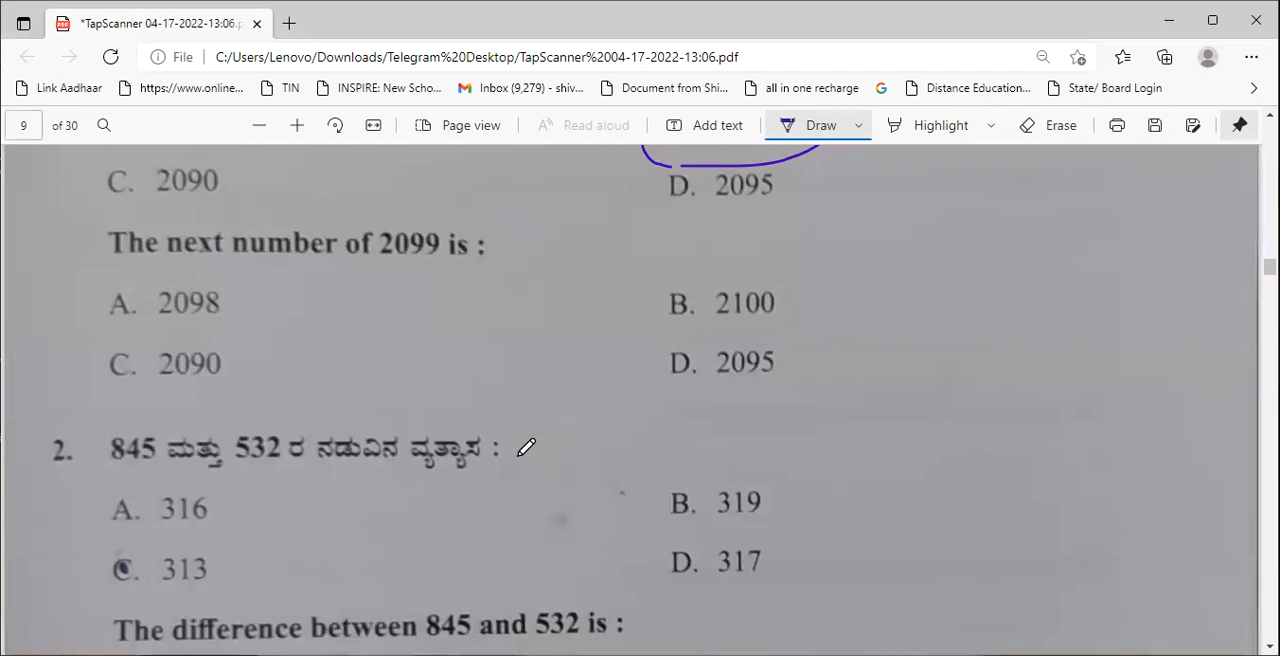 *TapScanner 04-17-2022-13:06.p
File C:/Users/Lenovo/Downloads/Telegram%20Desktop/TapScanner%2004-17-2022-13:06.pdf
Link Aadhaar https://www.online... TIN INSPIRE: New Scho... Inbox (9,279) - shiv... Document from Shi... all in one recharge Distance Education... State/ Board Login
9 of 30 Page view Read aloud Add text Draw Highlight Erase
C. 2090 D. 2095
The next number of 2099 is :
A. 2098 B. 2100
C. 2090 D. 2095
2. 845 ಮತ್ತು 532 ರ ನಡುವಿನ ವ್ಯತ್ಯಾಸ :
A. 316 B. 319
C. 313 D. 317
The difference between 845 and 532 is :